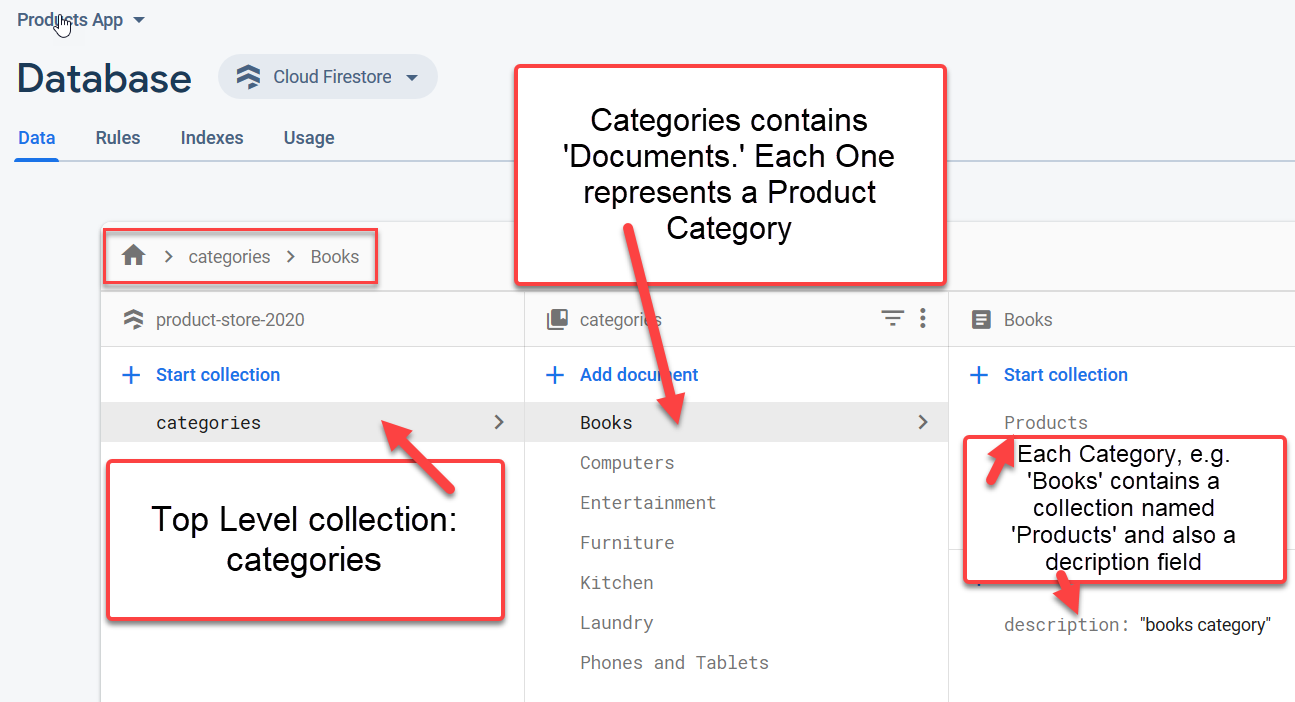 Products App
Database
Cloud Firestore
Data Rules Indexes Usage
Categories contains
'Documents.' Each One
represents a Product
Category
categories Books
product-store-2020
Start collection
categories
Top Level collection:
categories
categories
Add document
Books
Computers
Entertainment
Furniture
Kitchen
Laundry
Phones and Tablets
Books
Start collection
Products
Each Category, e.g.
'Books' contains a
collection named
'Products' and also a
decription field
description: "books category"